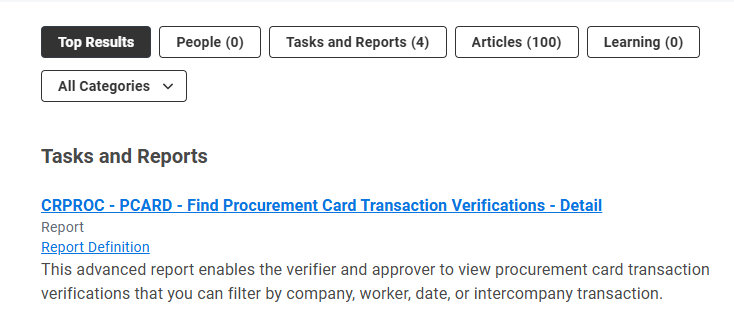 Top Results
People (0)
Tasks and Reports (4)
Articles (100)
Learning (0)
All Categories
Tasks and Reports
CRPROC - PCARD - Find Procurement Card Transaction Verifications - Detail
Report
Report Definition
This advanced report enables the verifier and approver to view procurement card transaction
verifications that you can filter by company, worker, date, or intercompany transaction.